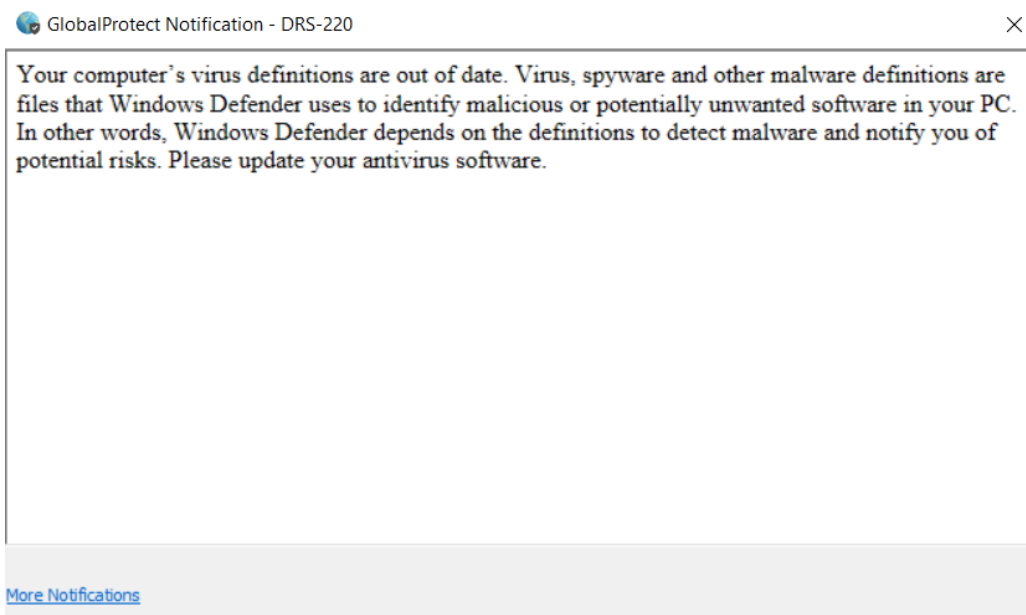 GlobalProtect Notification - DRS-220
Your computer’s virus definitions are out of date. Virus, spyware and other malware definitions are
files that Windows Defender uses to identify malicious or potentially unwanted software in your PC.
In other words, Windows Defender depends on the definitions to detect malware and notify you of
potential risks. Please update your antivirus software.
More Notifications